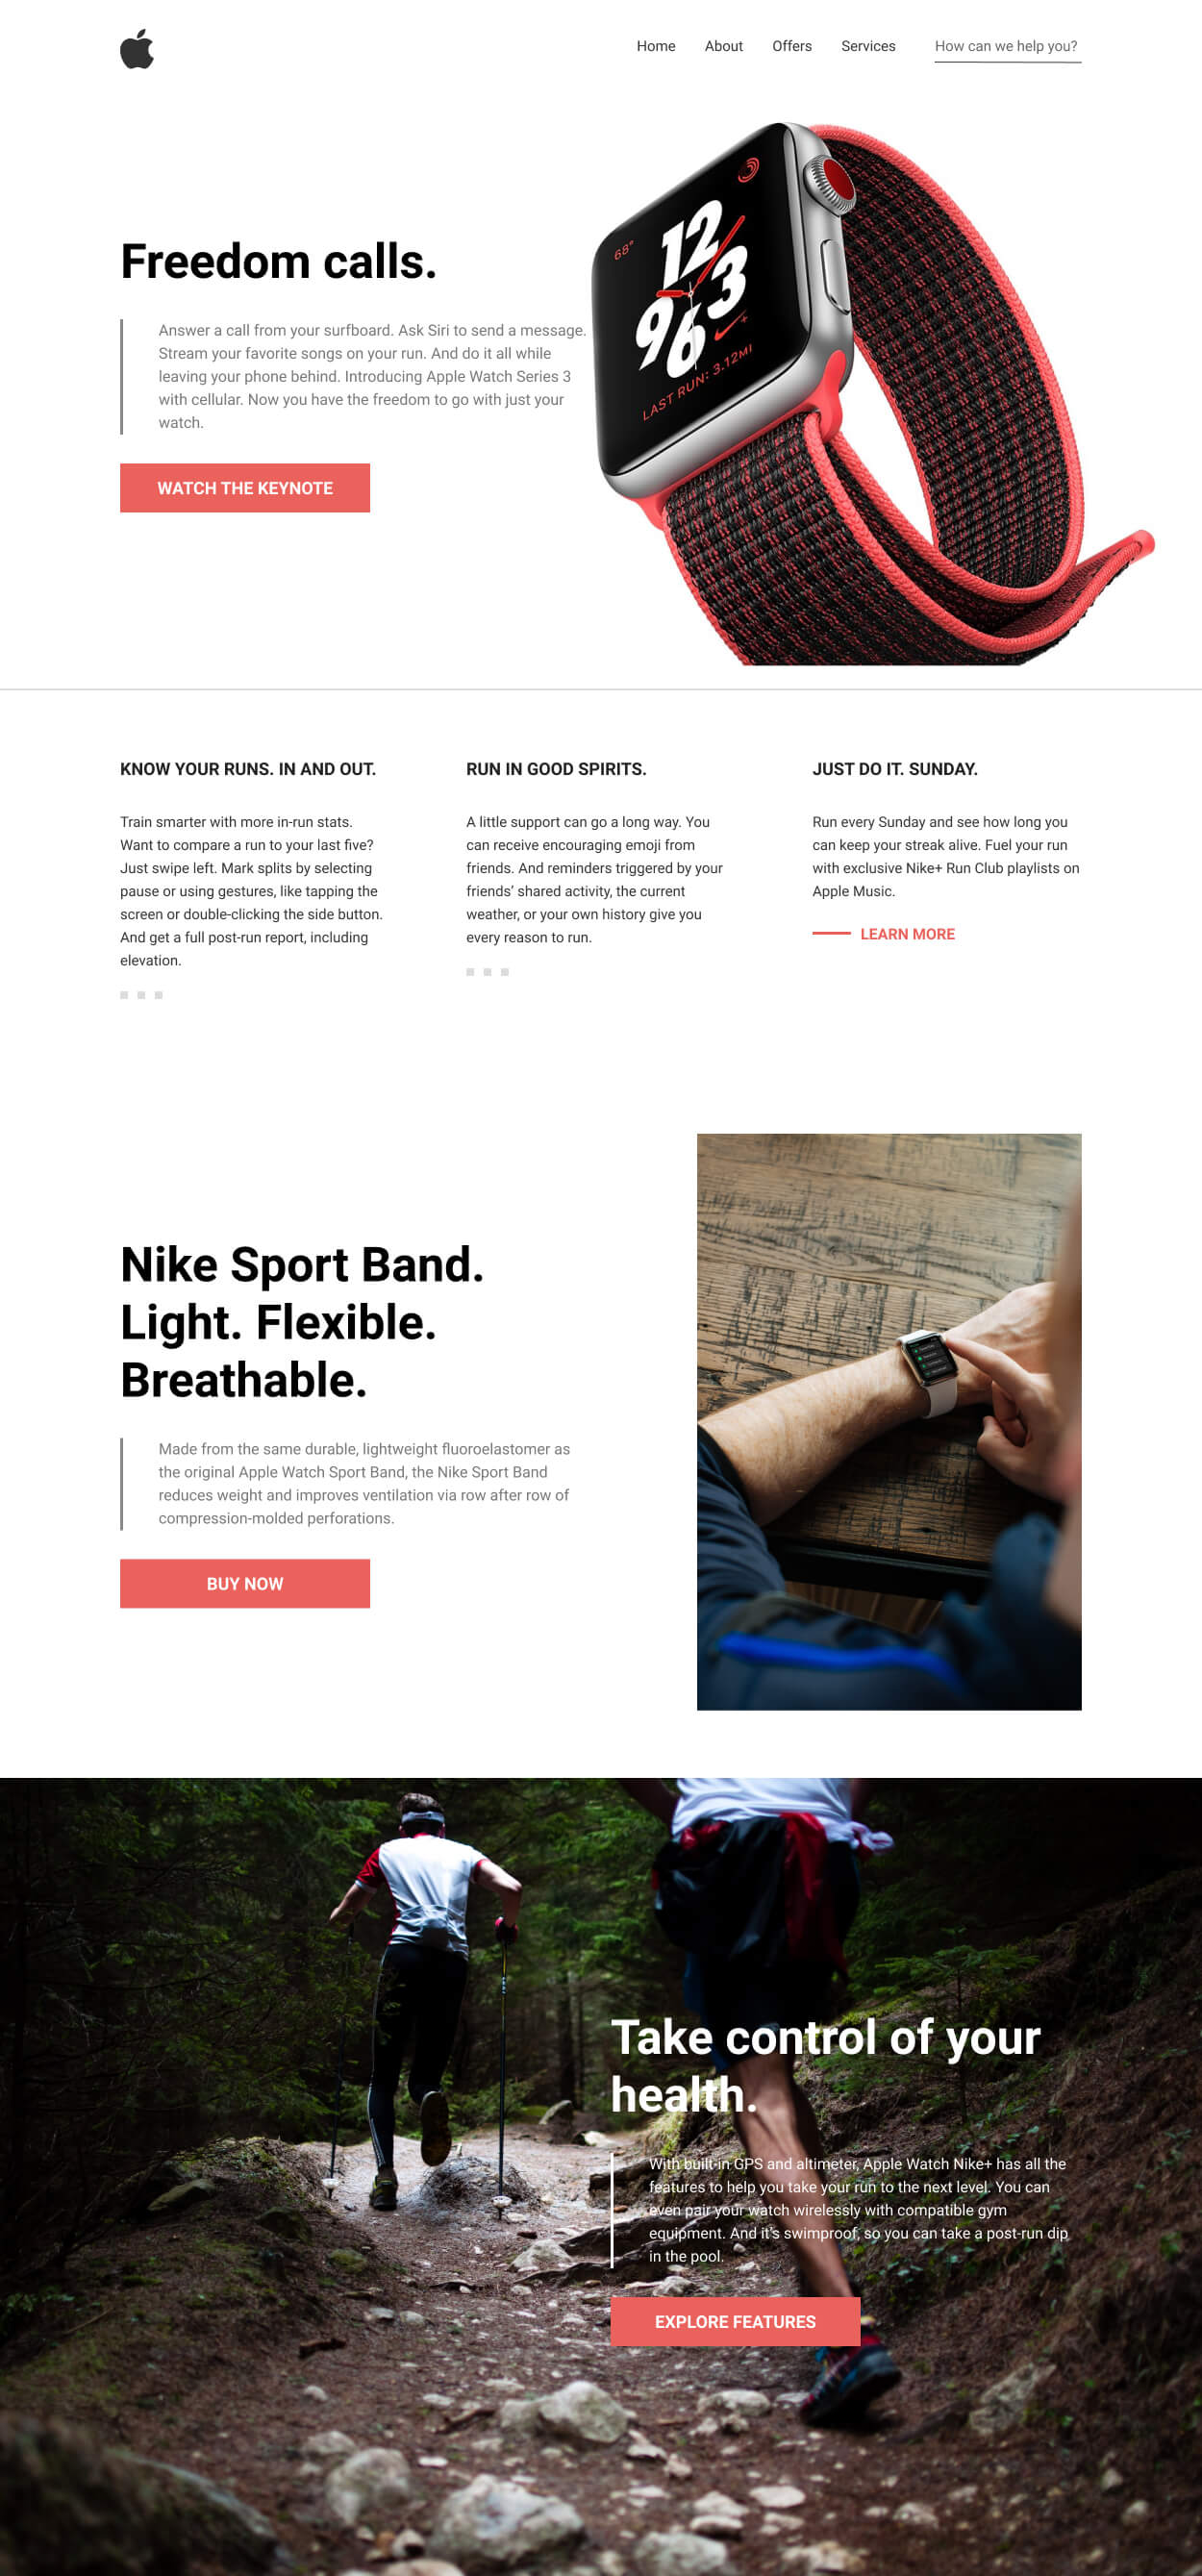 Home About Offers Services How can we help you?
68°
12
3
6
9
LAST RUN: 3.12MI
Freedom calls.
Answer a call from your surfboard. Ask Siri to send a message.
Stream your favorite songs on your run. And do it all while
leaving your phone behind. Introducing Apple Watch Series 3
with cellular. Now you have the freedom to go with just your
watch.
WATCH THE KEYNOTE
KNOW YOUR RUNS. IN AND OUT.
Train smarter with more in-run stats.
Want to compare a run to your last five?
Just swipe left. Mark splits by selecting
pause or using gestures, like tapping the
screen or double-clicking the side button.
And get a full post-run report, including
elevation.
RUN IN GOOD SPIRITS.
A little support can go a long way. You
can receive encouraging emoji from
friends. And reminders triggered by your
friends’ shared activity, the current
weather, or your own history give you
every reason to run.
JUST DO IT. SUNDAY.
Run every Sunday and see how long you
can keep your streak alive. Fuel your run
with exclusive Nike+ Run Club playlists on
Apple Music.
LEARN MORE
Nike Sport Band.
Light. Flexible.
Breathable.
Made from the same durable, lightweight fluoroelastomer as
the original Apple Watch Sport Band, the Nike Sport Band
reduces weight and improves ventilation via row after row of
compression-molded perforations.
BUY NOW
Take control of your
health.
With built-in GPS and altimeter, Apple Watch Nike+ has all the
features to help you take your run to the next level. You can
even pair your watch wirelessly with compatible gym
equipment. And it’s swimproof, so you can take a post-run dip
in the pool.
EXPLORE FEATURES